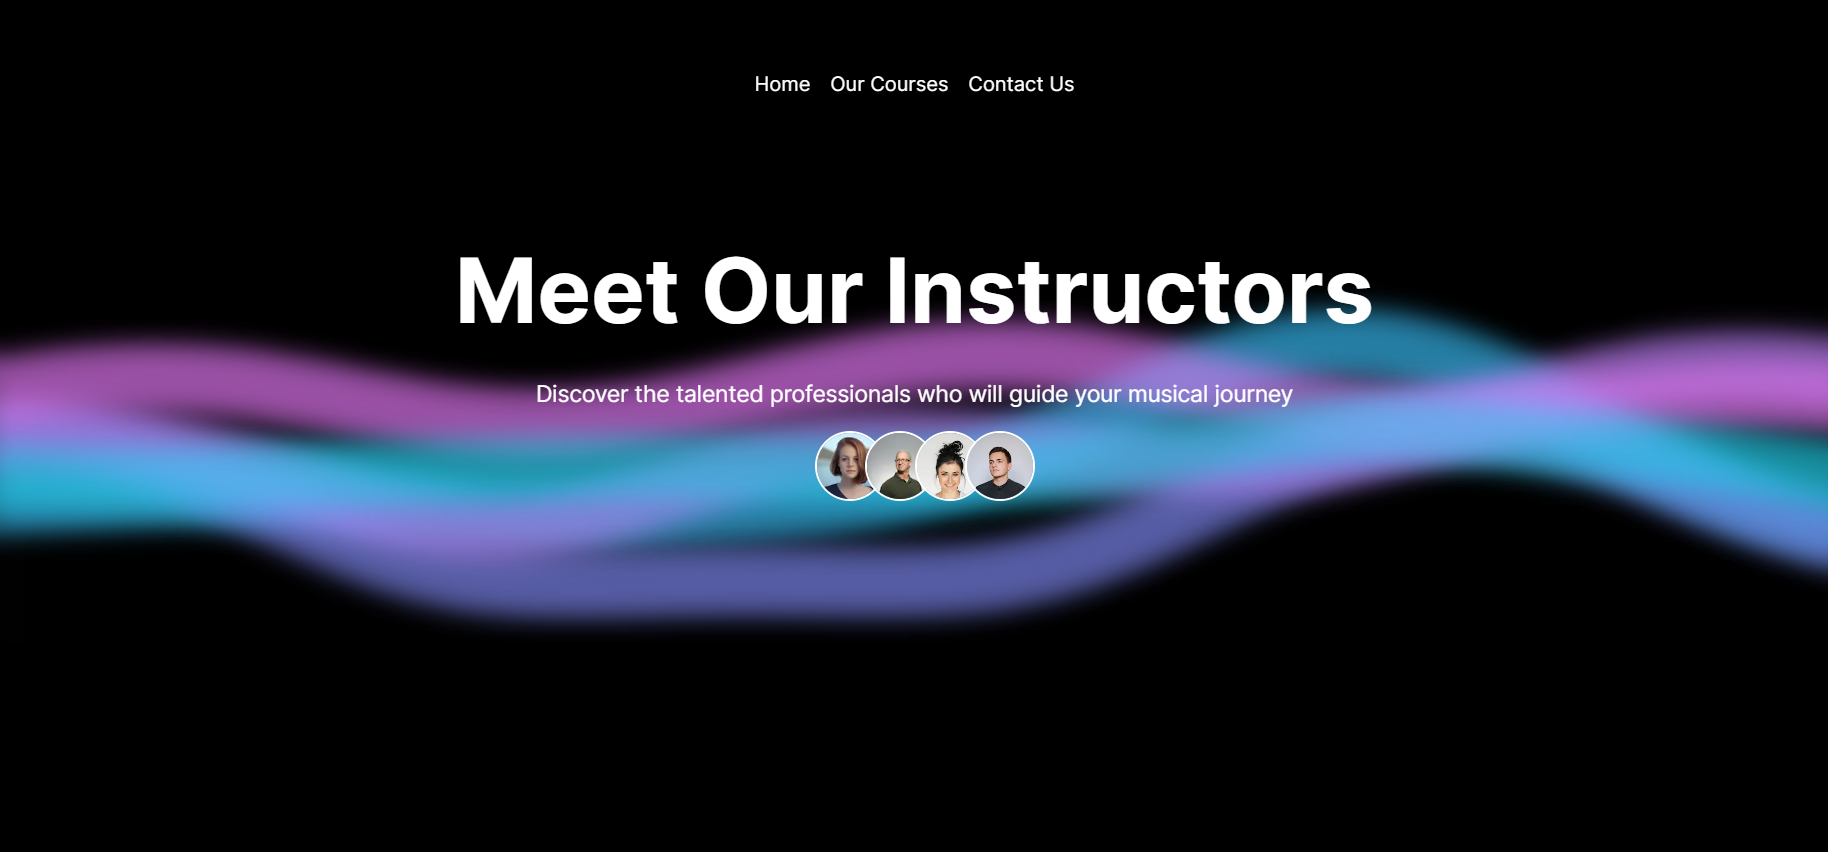 Home Our Courses Contact Us
Meet Our Instructors
Discover the talented professionals who will guide your musical journey